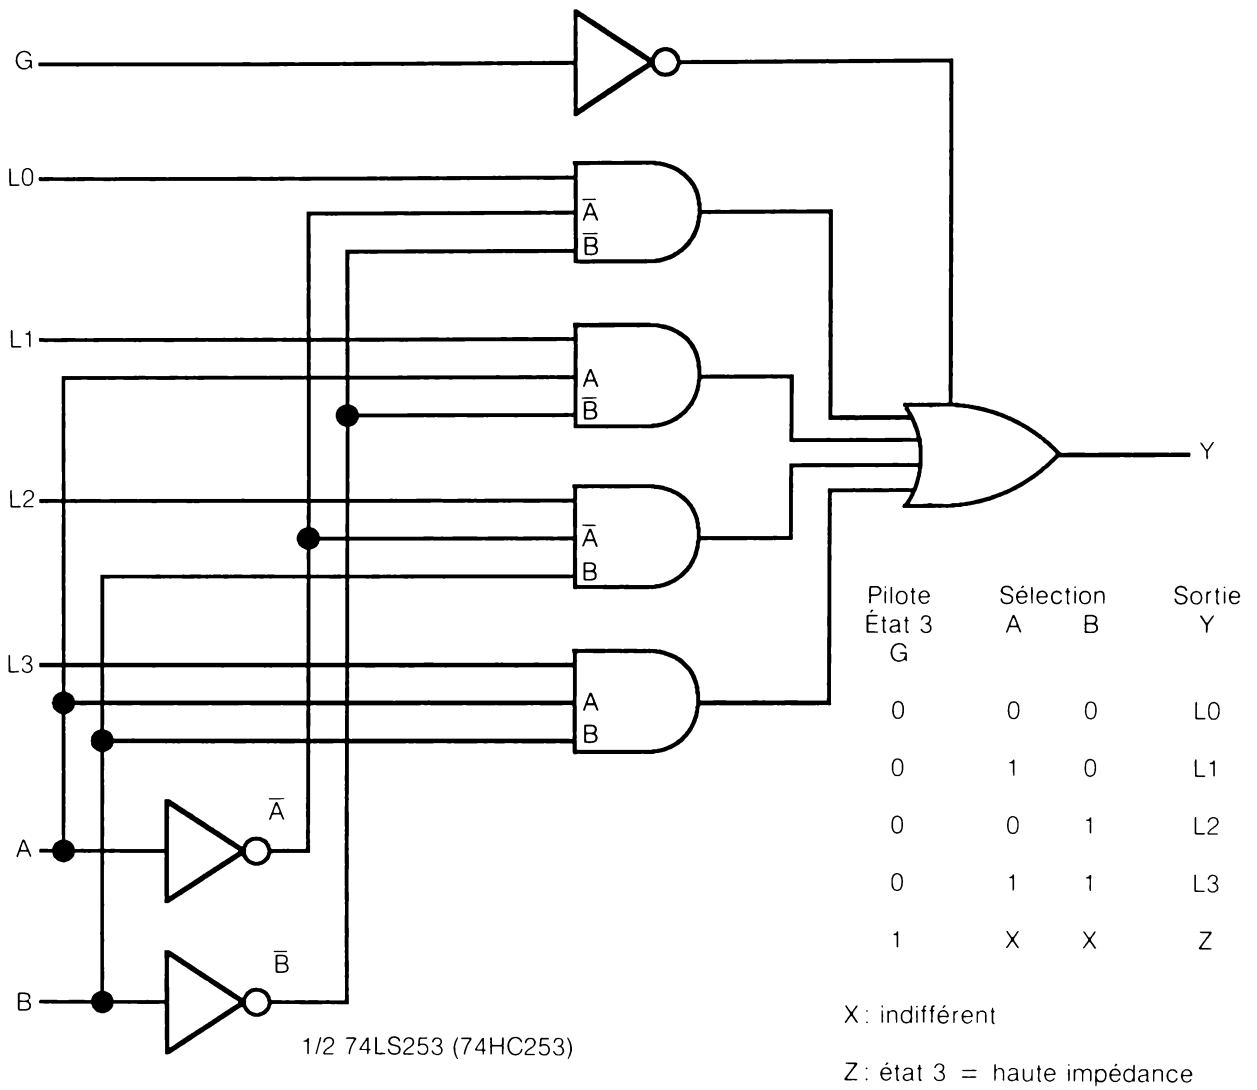 G
L0
A̅
B̅
L1
A
B̅
L2
A̅
B
L3
A
B
Y
A̅
A
B̅
B
1/2 74LS253 (74HC253)
Pilote Sélection Sortie
État 3 A B Y
G
0 0 0 L0
0 1 0 L1
0 0 1 L2
0 1 1 L3
1 X X Z
X : indifférent
Z : état 3 = haute impédance